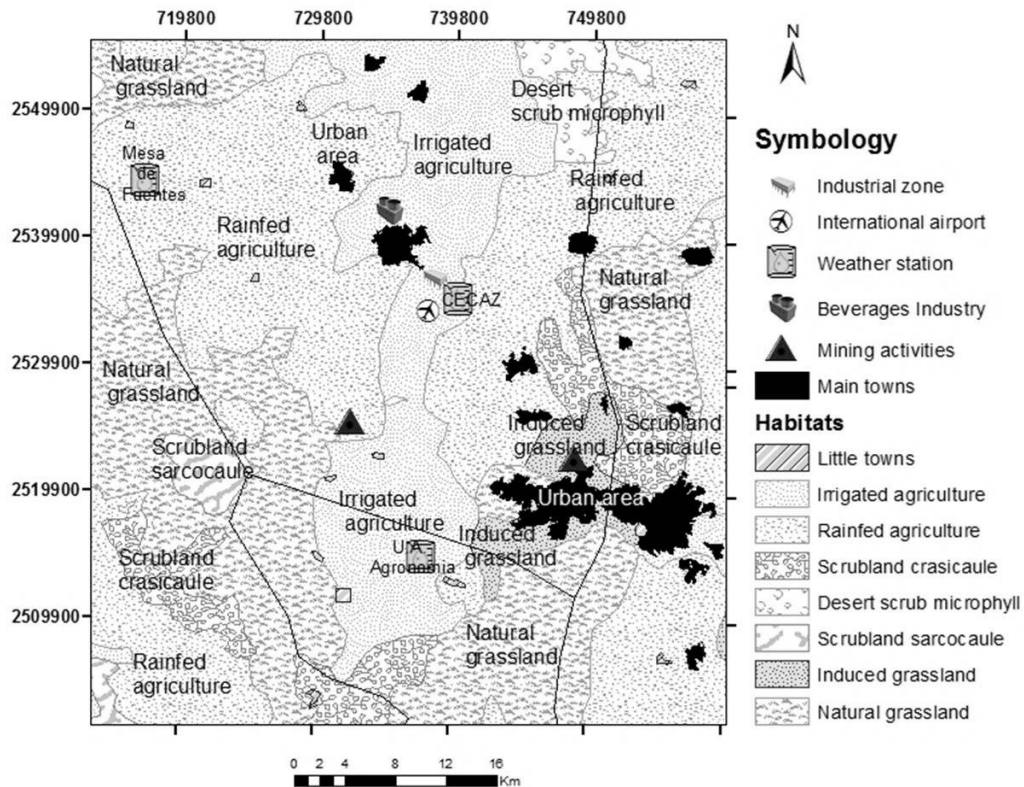 719800 729800 739800 749800
N
2549900
2539900
2529900
2519900
2509900
Natural
grassland
Desert
scrub microphyll
Urban
area
Irrigated
agriculture
Mesa
de
Fuentes
Rainfed
agriculture
Rainfed
agriculture
Natural
grassland
CECAZ
Natural
grassland
Induced
grassland
Scrubland
crasicaule
Scrubland
sarcocaule
Urban area
Irrigated
agriculture
Induced
grassland
Agronomia
Scrubland
crasicaule
Natural
grassland
Rainfed
agriculture
Symbology
Industrial zone
International airport
Weather station
Beverages Industry
Mining activities
Main towns
Habitats
Little towns
Irrigated agriculture
Rainfed agriculture
Scrubland crasicaule
Desert scrub microphyll
Scrubland sarcocaule
Induced grassland
Natural grassland
0 2 4 8 12 16
Km